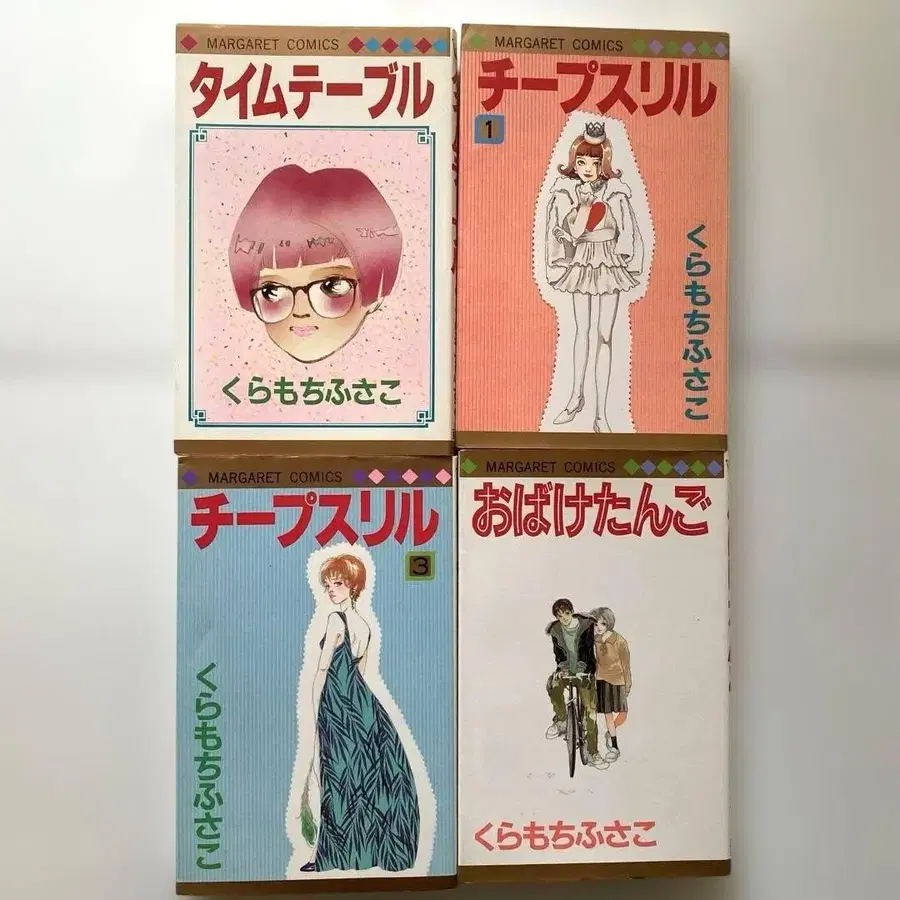 MARGARET COMICS
タイムテーブル
くらもちふさこ
MARGARET COMICS
チープスリル
1
くらもちふさこ
MARGARET COMICS
チープスリル
3
くらもちふさこ
MARGARET COMICS
おばけたんご
くらもちふさこ